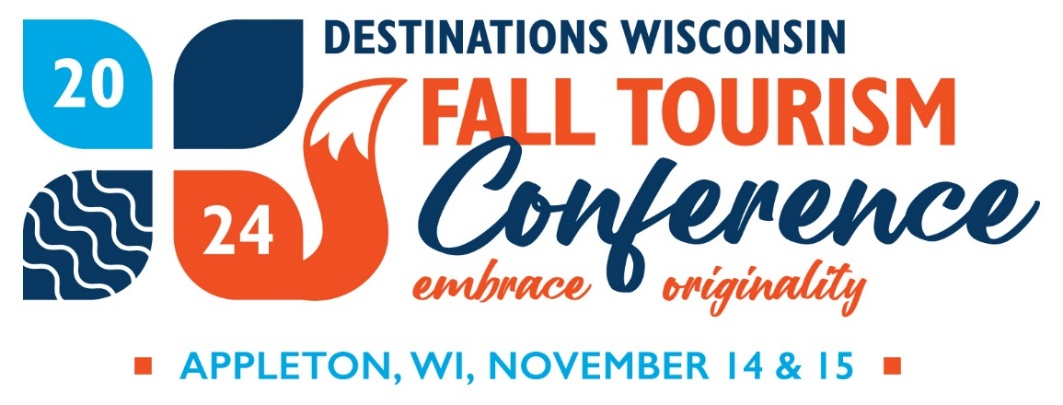 20
24
DESTINATIONS WISCONSIN
FALL TOURISM
Conference
embrace originality
APPLETON, WI, NOVEMBER 14 & 15